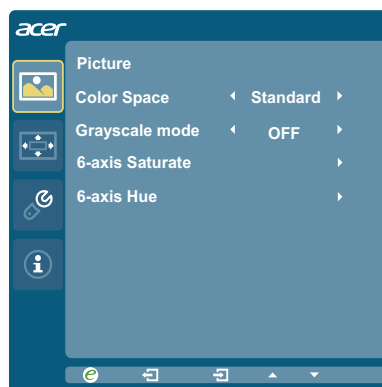 acer
Picture
Color Space Standard
Grayscale mode OFF
6-axis Saturate
6-axis Hue